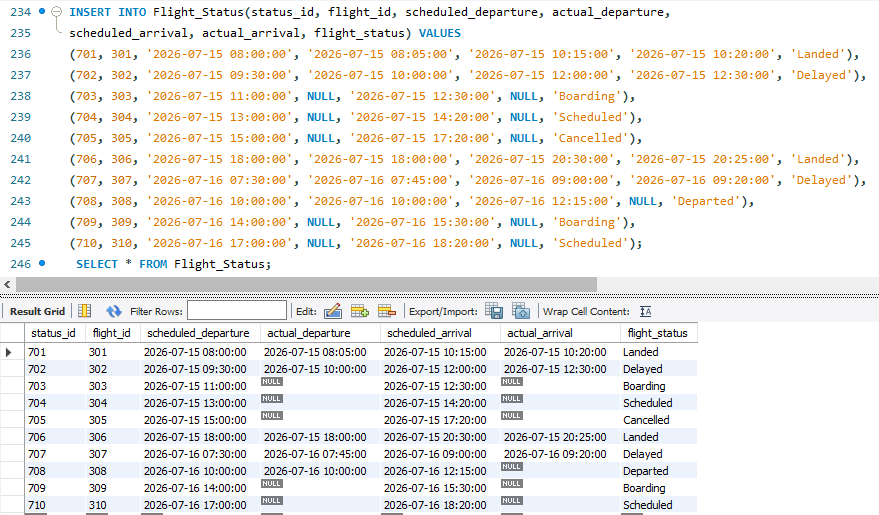 234 INSERT INTO Flight_Status(status_id, flight_id, scheduled_departure, actual_departure,
235 scheduled_arrival, actual_arrival, flight_status) VALUES
236 (701, 301, '2026-07-15 08:00:00', '2026-07-15 08:05:00', '2026-07-15 10:15:00', '2026-07-15 10:20:00', 'Landed'),
237 (702, 302, '2026-07-15 09:30:00', '2026-07-15 10:00:00', '2026-07-15 12:00:00', '2026-07-15 12:30:00', 'Delayed'),
238 (703, 303, '2026-07-15 11:00:00', NULL, '2026-07-15 12:30:00', NULL, 'Boarding'),
239 (704, 304, '2026-07-15 13:00:00', NULL, '2026-07-15 14:20:00', NULL, 'Scheduled'),
240 (705, 305, '2026-07-15 15:00:00', NULL, '2026-07-15 17:20:00', NULL, 'Cancelled'),
241 (706, 306, '2026-07-15 18:00:00', '2026-07-15 18:00:00', '2026-07-15 20:30:00', '2026-07-15 20:25:00', 'Landed'),
242 (707, 307, '2026-07-16 07:30:00', '2026-07-16 07:45:00', '2026-07-16 09:00:00', '2026-07-16 09:20:00', 'Delayed'),
243 (708, 308, '2026-07-16 10:00:00', '2026-07-16 10:00:00', '2026-07-16 12:15:00', NULL, 'Departed'),
244 (709, 309, '2026-07-16 14:00:00', NULL, '2026-07-16 15:30:00', NULL, 'Boarding'),
245 (710, 310, '2026-07-16 17:00:00', NULL, '2026-07-16 18:20:00', NULL, 'Scheduled');
246 SELECT * FROM Flight_Status;
Result Grid Filter Rows: Edit: Export/Import: Wrap Cell Content:
status_id flight_id scheduled_departure actual_departure scheduled_arrival actual_arrival flight_status
701 301 2026-07-15 08:00:00 2026-07-15 08:05:00 2026-07-15 10:15:00 2026-07-15 10:20:00 Landed
702 302 2026-07-15 09:30:00 2026-07-15 10:00:00 2026-07-15 12:00:00 2026-07-15 12:30:00 Delayed
703 303 2026-07-15 11:00:00 NULL 2026-07-15 12:30:00 NULL Boarding
704 304 2026-07-15 13:00:00 NULL 2026-07-15 14:20:00 NULL Scheduled
705 305 2026-07-15 15:00:00 NULL 2026-07-15 17:20:00 NULL Cancelled
706 306 2026-07-15 18:00:00 2026-07-15 18:00:00 2026-07-15 20:30:00 2026-07-15 20:25:00 Landed
707 307 2026-07-16 07:30:00 2026-07-16 07:45:00 2026-07-16 09:00:00 2026-07-16 09:20:00 Delayed
708 308 2026-07-16 10:00:00 2026-07-16 10:00:00 2026-07-16 12:15:00 NULL Departed
709 309 2026-07-16 14:00:00 NULL 2026-07-16 15:30:00 NULL Boarding
710 310 2026-07-16 17:00:00 NULL 2026-07-16 18:20:00 NULL Scheduled